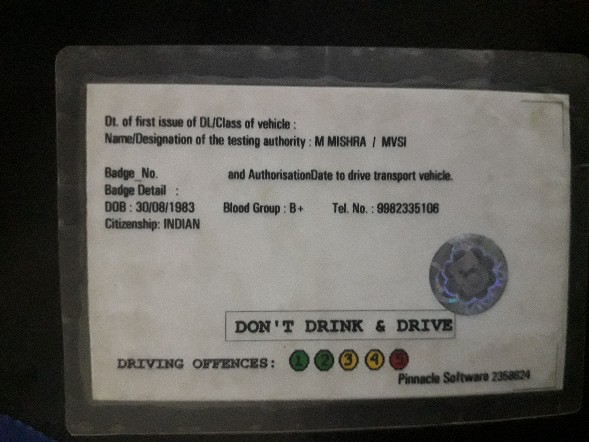 Dt. of first issue of DL/Class of vehicle :
Name/Designation of the testing authority : M MISHRA / MVSI
Badge_No. and AuthorisationDate to drive transport vehicle.
Badge Detail :
DOB : 30/08/1983 Blood Group : B+ Tel. No. : 9982335106
Citizenship: INDIAN
DON'T DRINK & DRIVE
DRIVING OFFENCES: 1 2 3 4 5
Pinnacle Software 2358624